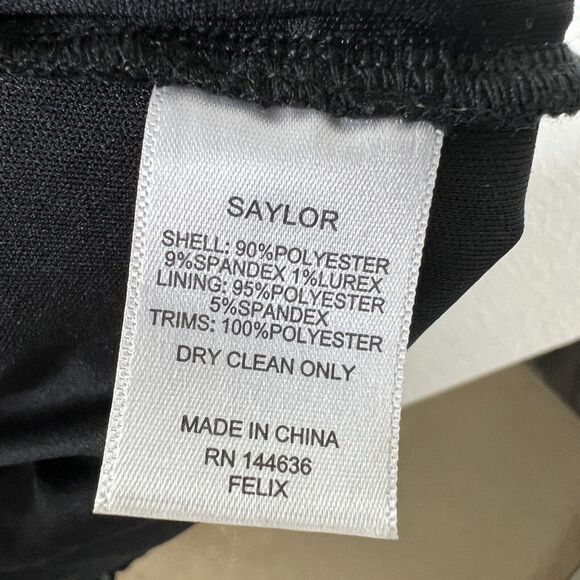 SAYLOR
SHELL: 90%POLYESTER
9%SPANDEX 1%LUREX
LINING: 95%POLYESTER
5%SPANDEX
TRIMS: 100%POLYESTER
DRY CLEAN ONLY
MADE IN CHINA
RN 144636
FELIX